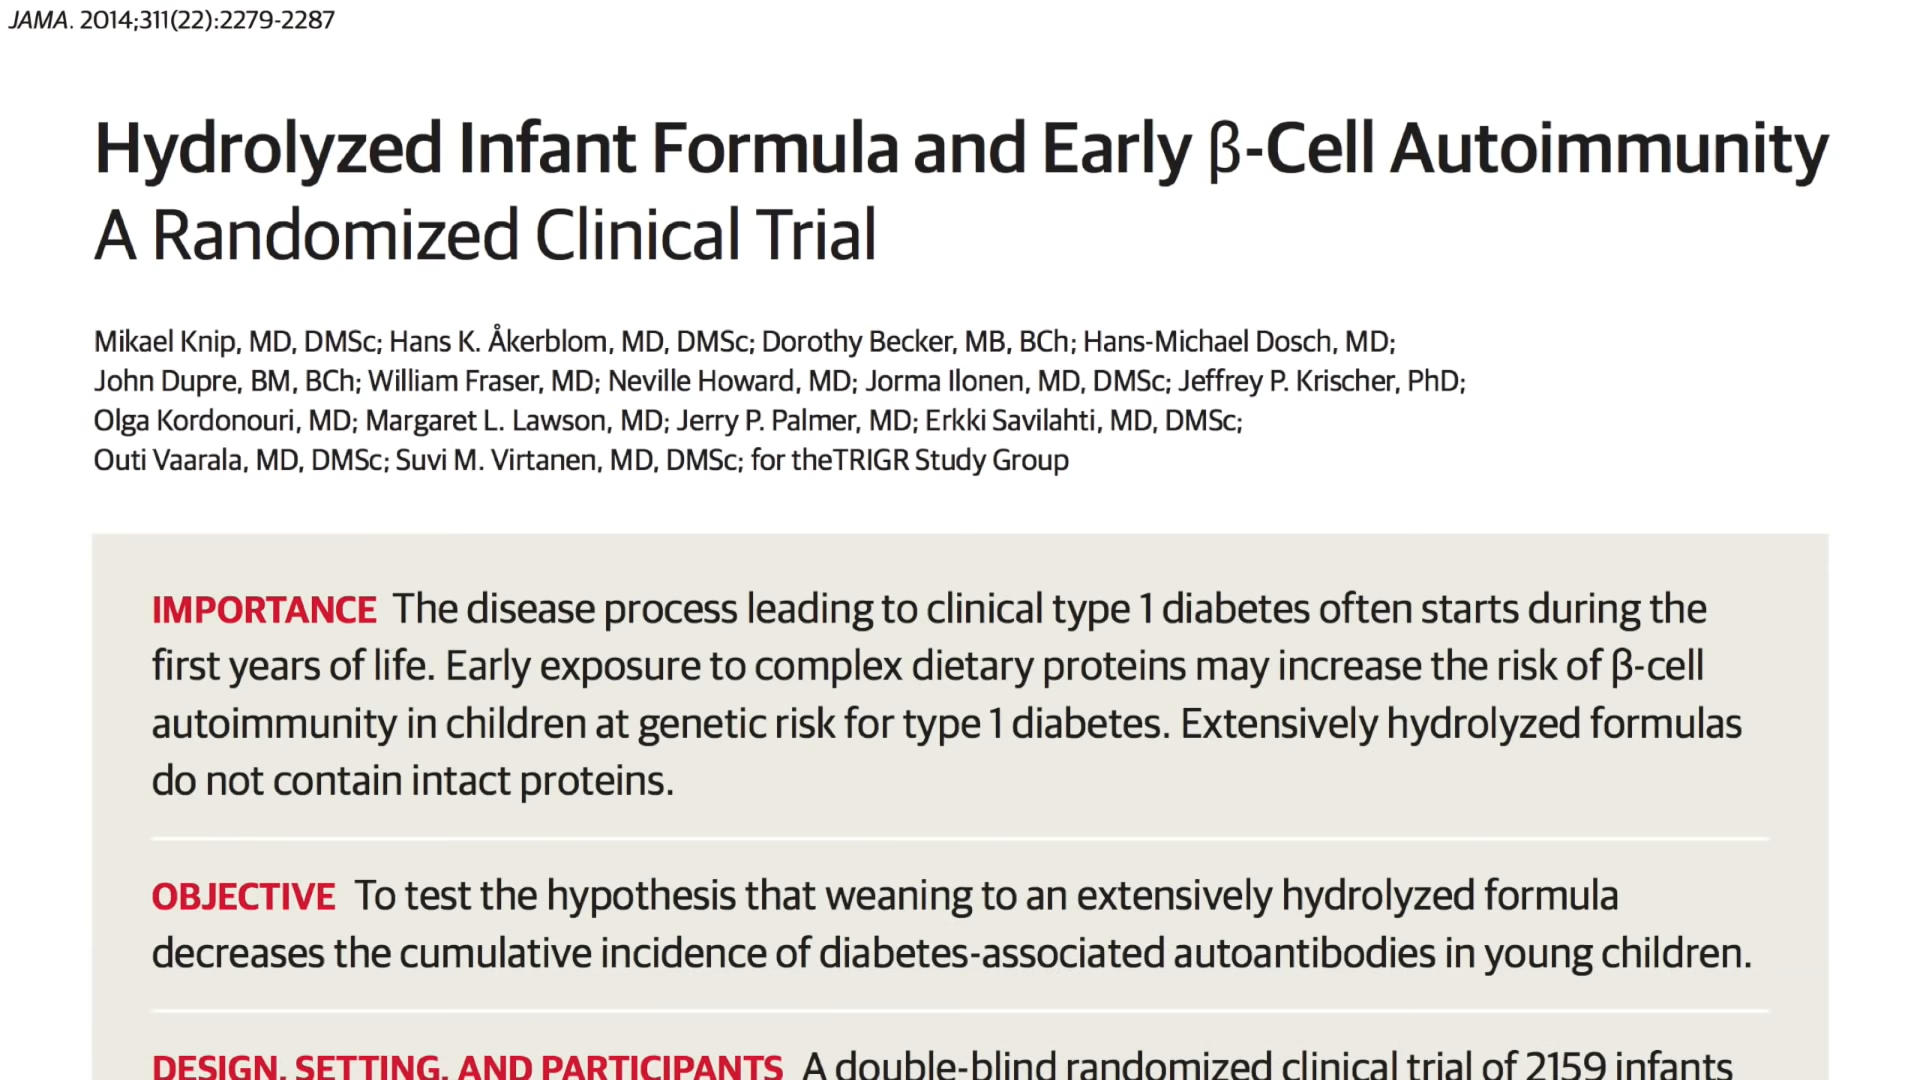 JAMA. 2014;311(22):2279-2287
Hydrolyzed Infant Formula and Early β-Cell Autoimmunity
A Randomized Clinical Trial
Mikael Knip, MD, DMSc; Hans K. Åkerblom, MD, DMSc; Dorothy Becker, MB, BCh; Hans-Michael Dosch, MD;
John Dupre, BM, BCh; William Fraser, MD; Neville Howard, MD; Jorma Ilonen, MD, DMSc; Jeffrey P. Krischer, PhD;
Olga Kordonouri, MD; Margaret L. Lawson, MD; Jerry P. Palmer, MD; Erkki Savilahti, MD, DMSc;
Outi Vaarala, MD, DMSc; Suvi M. Virtanen, MD, DMSc; for theTRIGR Study Group
IMPORTANCE The disease process leading to clinical type 1 diabetes often starts during the
first years of life. Early exposure to complex dietary proteins may increase the risk of β-cell
autoimmunity in children at genetic risk for type 1 diabetes. Extensively hydrolyzed formulas
do not contain intact proteins.
OBJECTIVE To test the hypothesis that weaning to an extensively hydrolyzed formula
decreases the cumulative incidence of diabetes-associated autoantibodies in young children.
DESIGN, SETTING, AND PARTICIPANTS A double-blind randomized clinical trial of 2159 infants